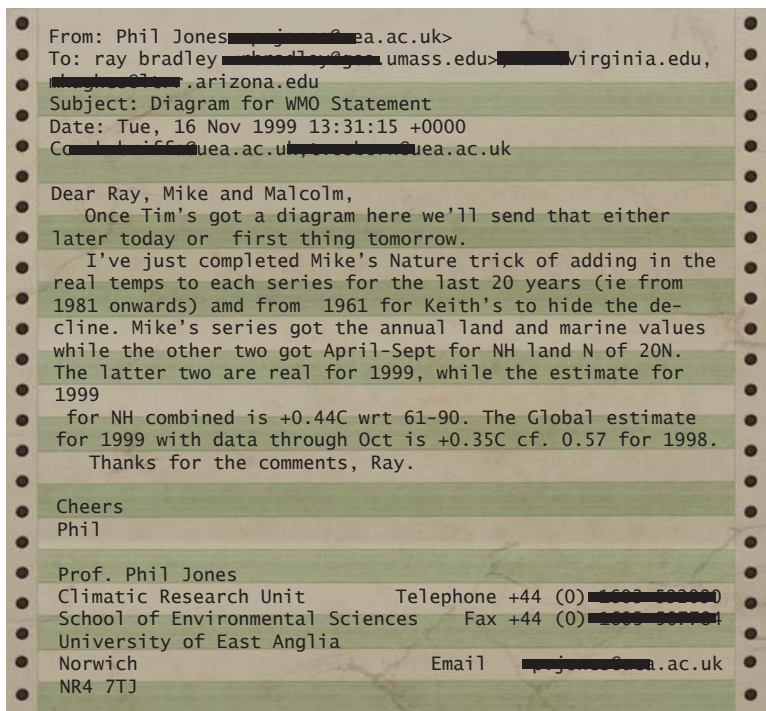 From: Phil Jones ea.ac.uk>
To: ray bradley umass.edu>, virginia.edu,
.arizona.edu
Subject: Diagram for WMO Statement
Date: Tue, 16 Nov 1999 13:31:15 +0000
uea.ac.uk, uea.ac.uk
Dear Ray, Mike and Malcolm,
Once Tim's got a diagram here we'll send that either
later today or first thing tomorrow.
I've just completed Mike's Nature trick of adding in the
real temps to each series for the last 20 years (ie from
1981 onwards) amd from 1961 for Keith's to hide the de-
cline. Mike's series got the annual land and marine values
while the other two got April-Sept for NH land N of 20N.
The latter two are real for 1999, while the estimate for
1999
for NH combined is +0.44C wrt 61-90. The Global estimate
for 1999 with data through Oct is +0.35C cf. 0.57 for 1998.
Thanks for the comments, Ray.
Cheers
Phil
Prof. Phil Jones
Climatic Research Unit Telephone +44 (0)
School of Environmental Sciences Fax +44 (0)
University of East Anglia
Norwich Email .ac.uk
NR4 7TJ